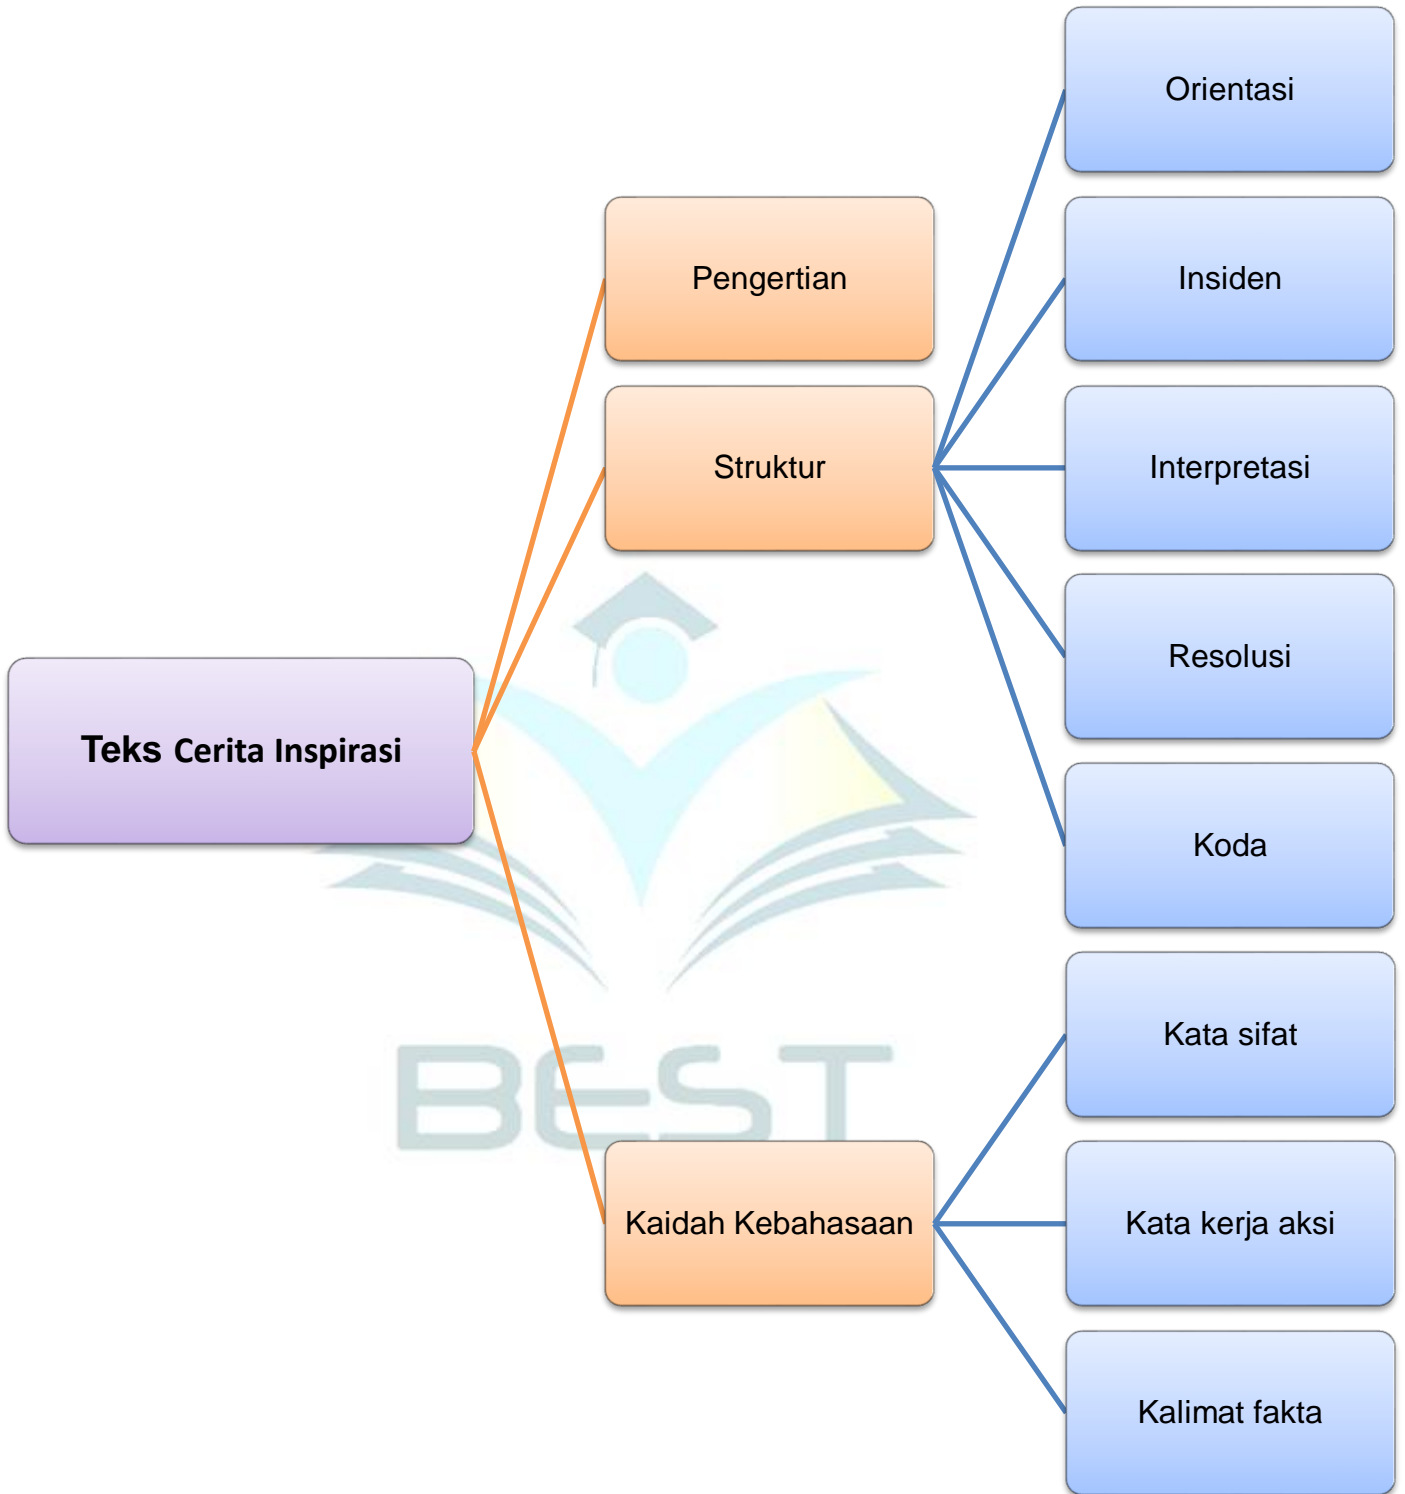 Teks Cerita Inspirasi
Pengertian
Struktur
Orientasi
Insiden
Interpretasi
Resolusi
Koda
Kaidah Kebahasaan
Kata sifat
Kata kerja aksi
Kalimat fakta
BEST